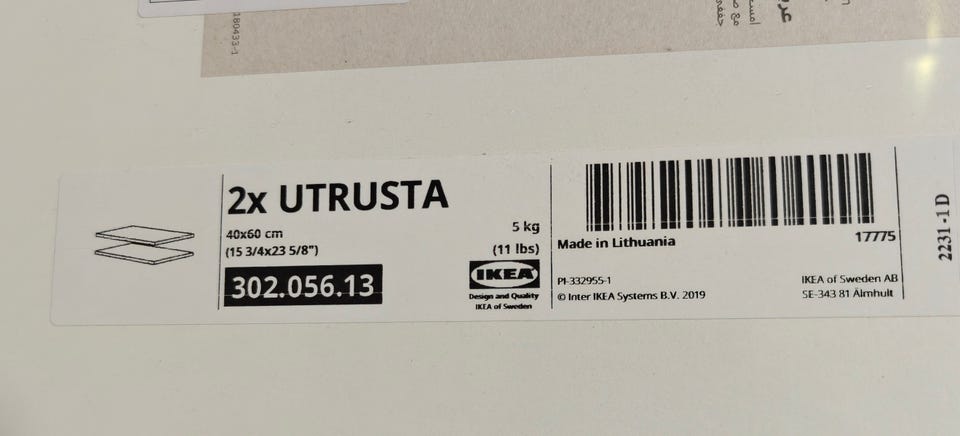 180433-1
عربي
2x UTRUSTA
40x60 cm
(15 3/4x23 5/8")
302.056.13
5 kg
(11 lbs)
IKEA
Design and Quality
IKEA of Sweden
Made in Lithuania
17775
PI-332955-1
© Inter IKEA Systems B.V. 2019
IKEA of Sweden AB
SE-343 81 Älmhult
2231 -1 D